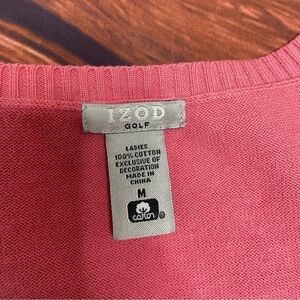 IZOD
GOLF
LADIES
100% COTTON
EXCLUSIVE OF
DECORATION
MADE IN
CHINA
M
cotton
®